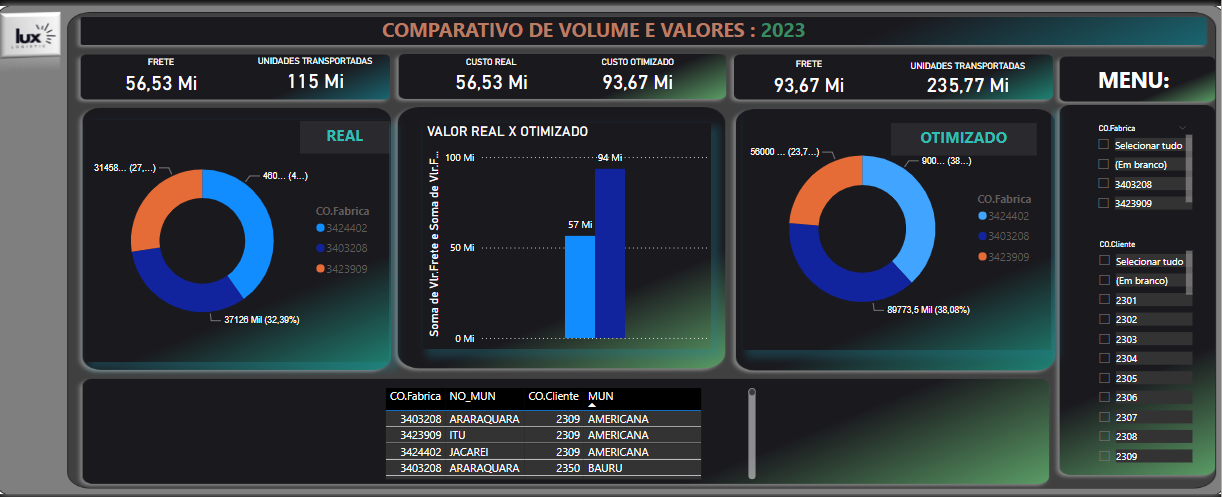 lux
LOGISTIC
COMPARATIVO DE VOLUME E VALORES : 2023
FRETE
56,53 Mi
UNIDADES TRANSPORTADAS
115 Mi
CUSTO REAL
56,53 Mi
CUSTO OTIMIZADO
93,67 Mi
FRETE
93,67 Mi
UNIDADES TRANSPORTADAS
235,77 Mi
MENU:
REAL
31458... (27,...)
460... (4...)
37126 Mil (32,39%)
CO.Fabrica
3424402
3403208
3423909
VALOR REAL X OTIMIZADO
Soma de Vlr.Frete e Soma de Vlr.F...
100 Mi
50 Mi
0 Mi
57 Mi
94 Mi
OTIMIZADO
56000 ... (23,7...)
900... (38...)
89773,5 Mil (38,08%)
CO.Fabrica
3424402
3403208
3423909
CO.Fabrica
Selecionar tudo
(Em branco)
3403208
3423909
CO.Cliente
Selecionar tudo
(Em branco)
2301
2302
2303
2304
2305
2306
2307
2308
2309
CO.Fabrica NO_MUN CO.Cliente MUN
3403208 ARARAQUARA 2309 AMERICANA
3423909 ITU 2309 AMERICANA
3424402 JACAREI 2309 AMERICANA
3403208 ARARAQUARA 2350 BAURU